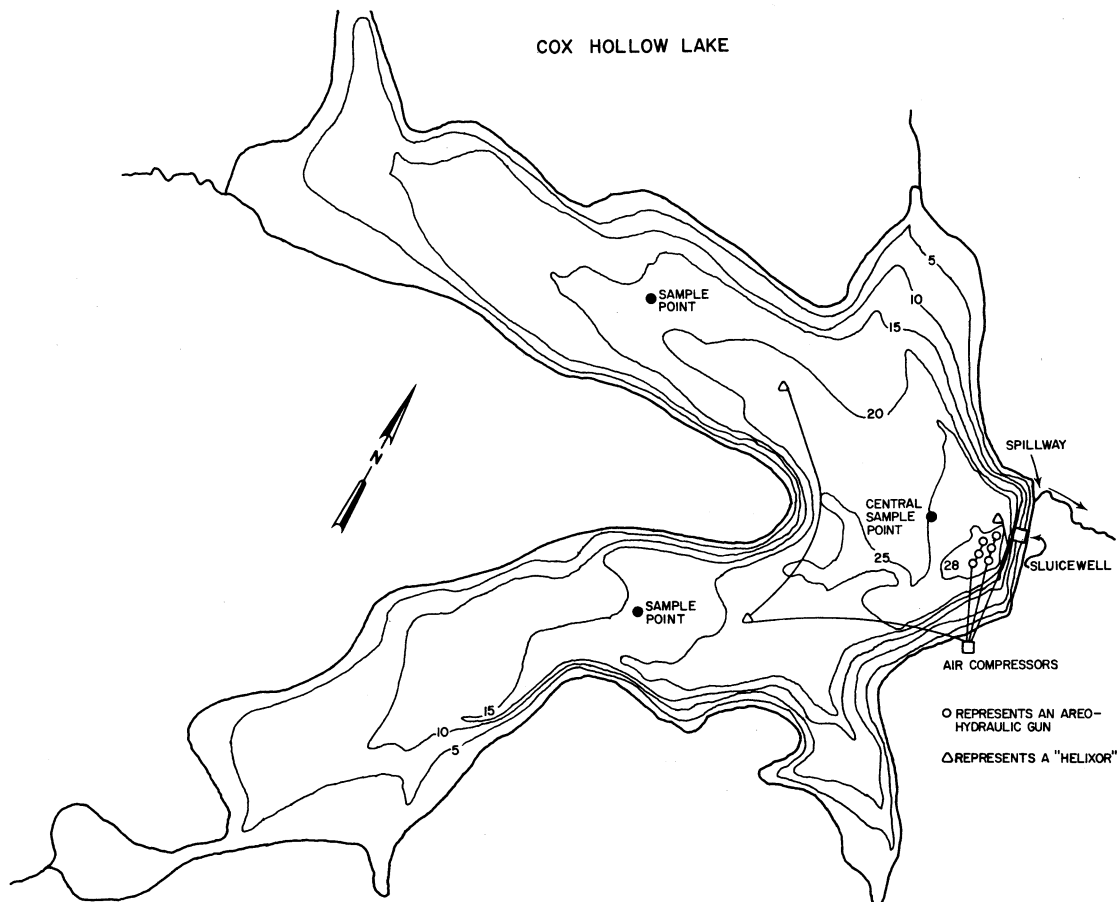 COX HOLLOW LAKE
5
10
15
SAMPLE
POINT
20
N
SPILLWAY
CENTRAL
SAMPLE
POINT
25
28
SLUICEWELL
SAMPLE
POINT
AIR COMPRESSORS
15
10
5
REPRESENTS AN AREO-
HYDRAULIC GUN
REPRESENTS A "HELIXOR"